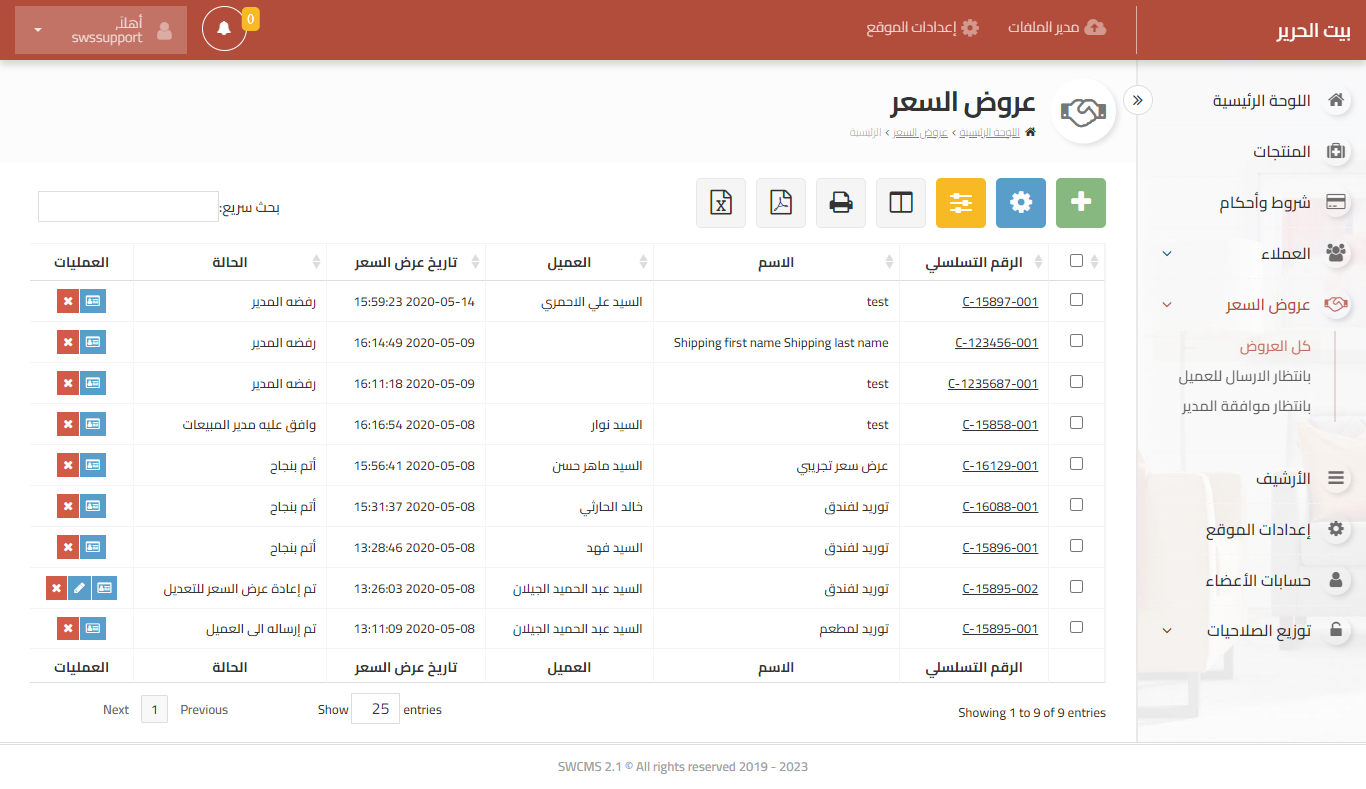 بيت الحرير
مدير الملفات
إعدادات الموقع
0
أهلاً,
swssupport
اللوحة الرئيسية
المنتجات
شروط وأحكام
العملاء
عروض السعر
كل العروض
بانتظار الارسال للعميل
بانتظار موافقة المدير
الأرشيف
إعدادات الموقع
حسابات الأعضاء
توزيع الصلاحيات
عروض السعر
اللوحة الرئيسية › عروض السعر › الرئيسية
بحث سريع:
الرقم التسلسلي الاسم العميل تاريخ عرض السعر الحالة العمليات
C-15897-001 test السيد علي الاحمري 2020-05-14 15:59:23 رفضه المدير
C-123456-001 Shipping first name Shipping last name 2020-05-09 16:14:49 رفضه المدير
C-1235687-001 test 2020-05-09 16:11:18 رفضه المدير
C-15858-001 test السيد نوار 2020-05-08 16:16:54 وافق عليه مدير المبيعات
C-16129-001 عرض سعر تجريبي السيد ماهر حسن 2020-05-08 15:56:41 أتم بنجاح
C-16088-001 توريد لفندق خالد الحارثي 2020-05-08 15:31:37 أتم بنجاح
C-15896-001 توريد لفندق السيد فهد 2020-05-08 13:28:46 أتم بنجاح
C-15895-002 توريد لفندق السيد عبد الحميد الجيلان 2020-05-08 13:26:03 تم إعادة عرض السعر للتعديل
C-15895-001 توريد لمطعم السيد عبد الحميد الجيلان 2020-05-08 13:11:09 تم إرساله الى العميل
الرقم التسلسلي الاسم العميل تاريخ عرض السعر الحالة العمليات
Showing 1 to 9 of 9 entries
Show 25 entries
Next 1 Previous
SWCMS 2.1 © All rights reserved 2019 - 2023